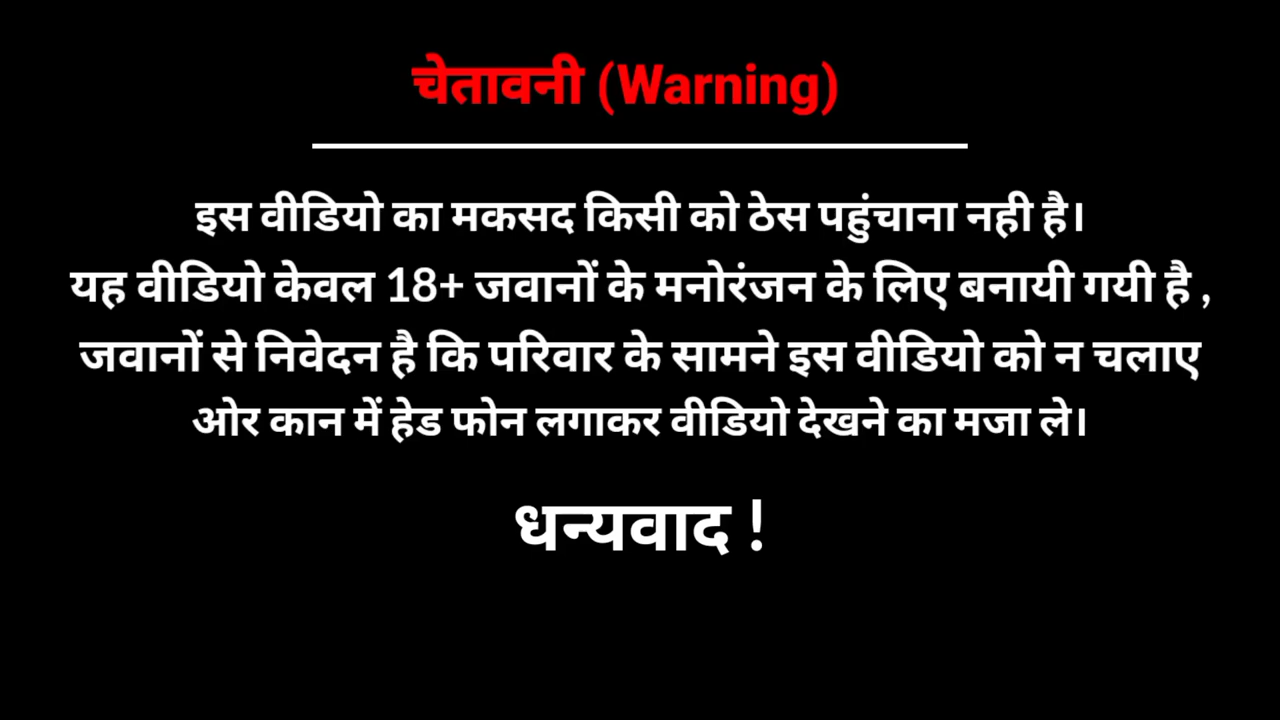 चेतावनी (Warning)
इस वीडियो का मकसद किसी को ठेस पहुंचाना नही है।
यह वीडियो केवल 18+ जवानों के मनोरंजन के लिए बनायी गयी है ,
जवानों से निवेदन है कि परिवार के सामने इस वीडियो को न चलाए
ओर कान में हेड फोन लगाकर वीडियो देखने का मजा ले।
धन्यवाद !